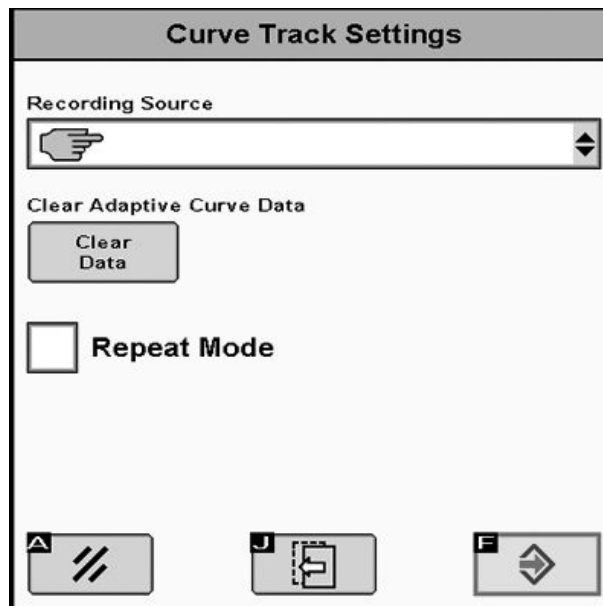 Curve Track Settings
Recording Source
Clear Adaptive Curve Data
Clear
Data
Repeat Mode
A
J
F